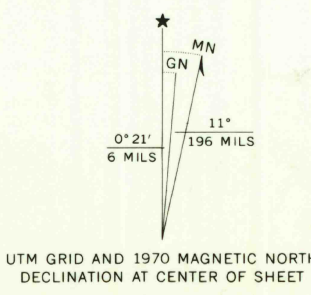 ★
MN
GN
0° 21′
6 MILS
11°
196 MILS
UTM GRID AND 1970 MAGNETIC NORTH
DECLINATION AT CENTER OF SHEET